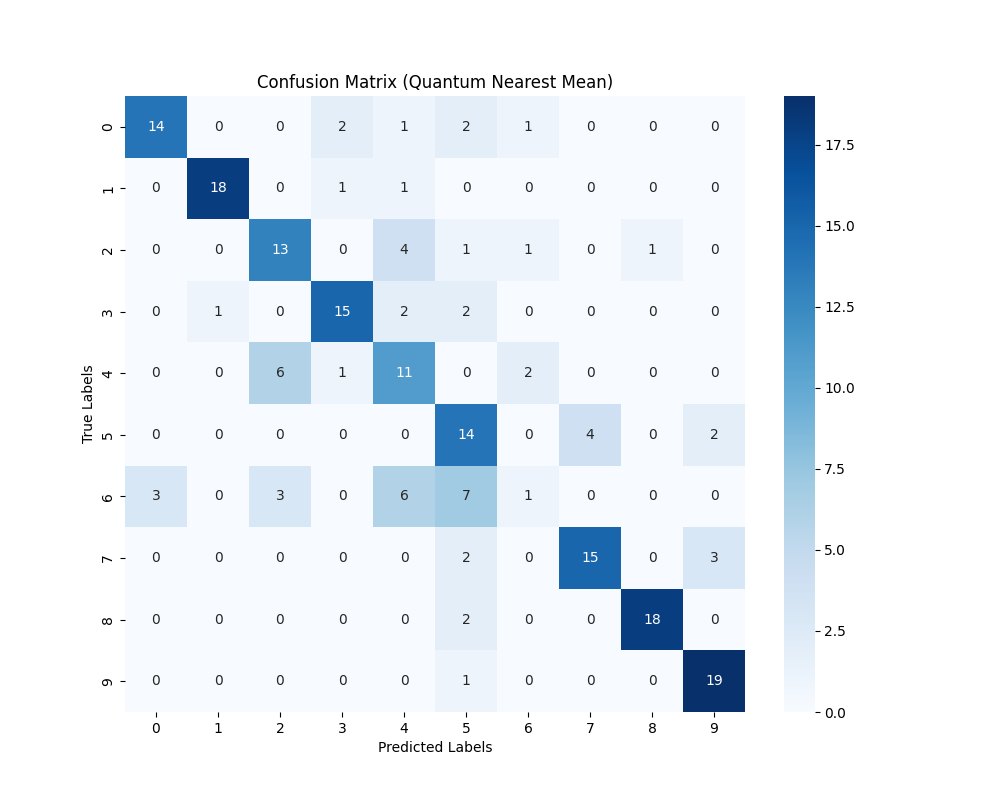 Confusion Matrix (Quantum Nearest Mean)
True Labels
0 14 0 0 2 1 2 1 0 0 0
1 0 18 0 1 1 0 0 0 0 0
2 0 0 13 0 4 1 1 0 1 0
3 0 1 0 15 2 2 0 0 0 0
4 0 0 6 1 11 0 2 0 0 0
5 0 0 0 0 0 14 0 4 0 2
6 3 0 3 0 6 7 1 0 0 0
7 0 0 0 0 0 2 0 15 0 3
8 0 0 0 0 0 2 0 0 18 0
9 0 0 0 0 0 1 0 0 0 19
0 1 2 3 4 5 6 7 8 9
Predicted Labels
17.5
15.0
12.5
10.0
7.5
5.0
2.5
0.0